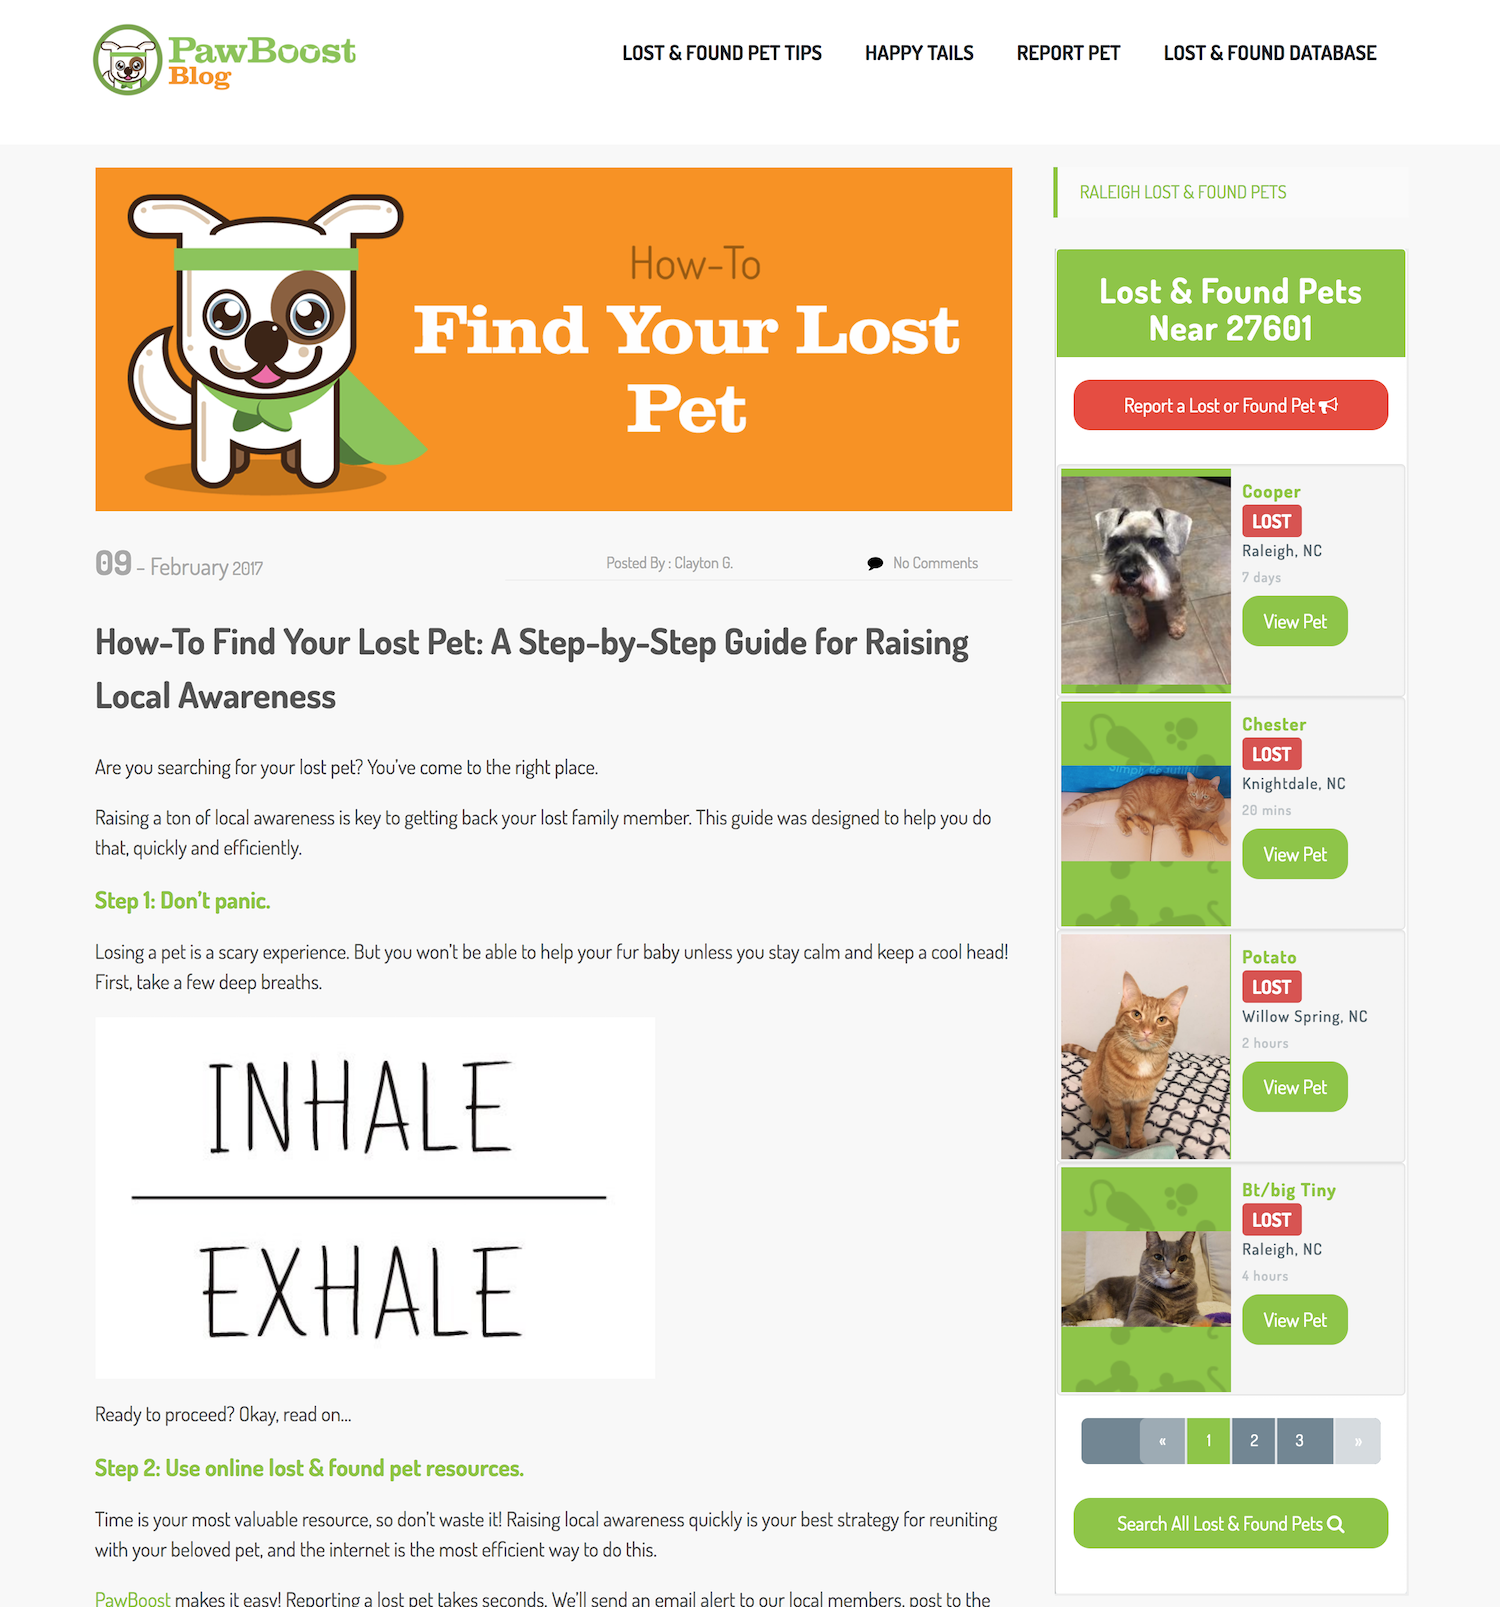 PawBoost
Blog
LOST & FOUND PET TIPS
HAPPY TAILS
REPORT PET
LOST & FOUND DATABASE
How-To
Find Your Lost
Pet
09 - February 2017
Posted By : Clayton G.
No Comments
How-To Find Your Lost Pet: A Step-by-Step Guide for Raising
Local Awareness
Are you searching for your lost pet? You've come to the right place.
Raising a ton of local awareness is key to getting back your lost family member. This guide was designed to help you do
that, quickly and efficiently.
Step 1: Don't panic.
Losing a pet is a scary experience. But you won't be able to help your fur baby unless you stay calm and keep a cool head!
First, take a few deep breaths.
INHALE
EXHALE
Ready to proceed? Okay, read on...
Step 2: Use online lost & found pet resources.
Time is your most valuable resource, so don't waste it! Raising local awareness quickly is your best strategy for reuniting
with your beloved pet, and the internet is the most efficient way to do this.
PawBoost makes it easy! Reporting a lost pet takes seconds. We'll send an email alert to our local members, post to the
RALEIGH LOST & FOUND PETS
Lost & Found Pets
Near 27601
Report a Lost or Found Pet
Cooper
LOST
Raleigh, NC
7 days
View Pet
Simply Beautiful
Chester
LOST
Knightdale, NC
20 mins
View Pet
Potato
LOST
Willow Spring, NC
2 hours
View Pet
Bt/big Tiny
LOST
Raleigh, NC
4 hours
View Pet
« 1 2 3 »
Search All Lost & Found Pets